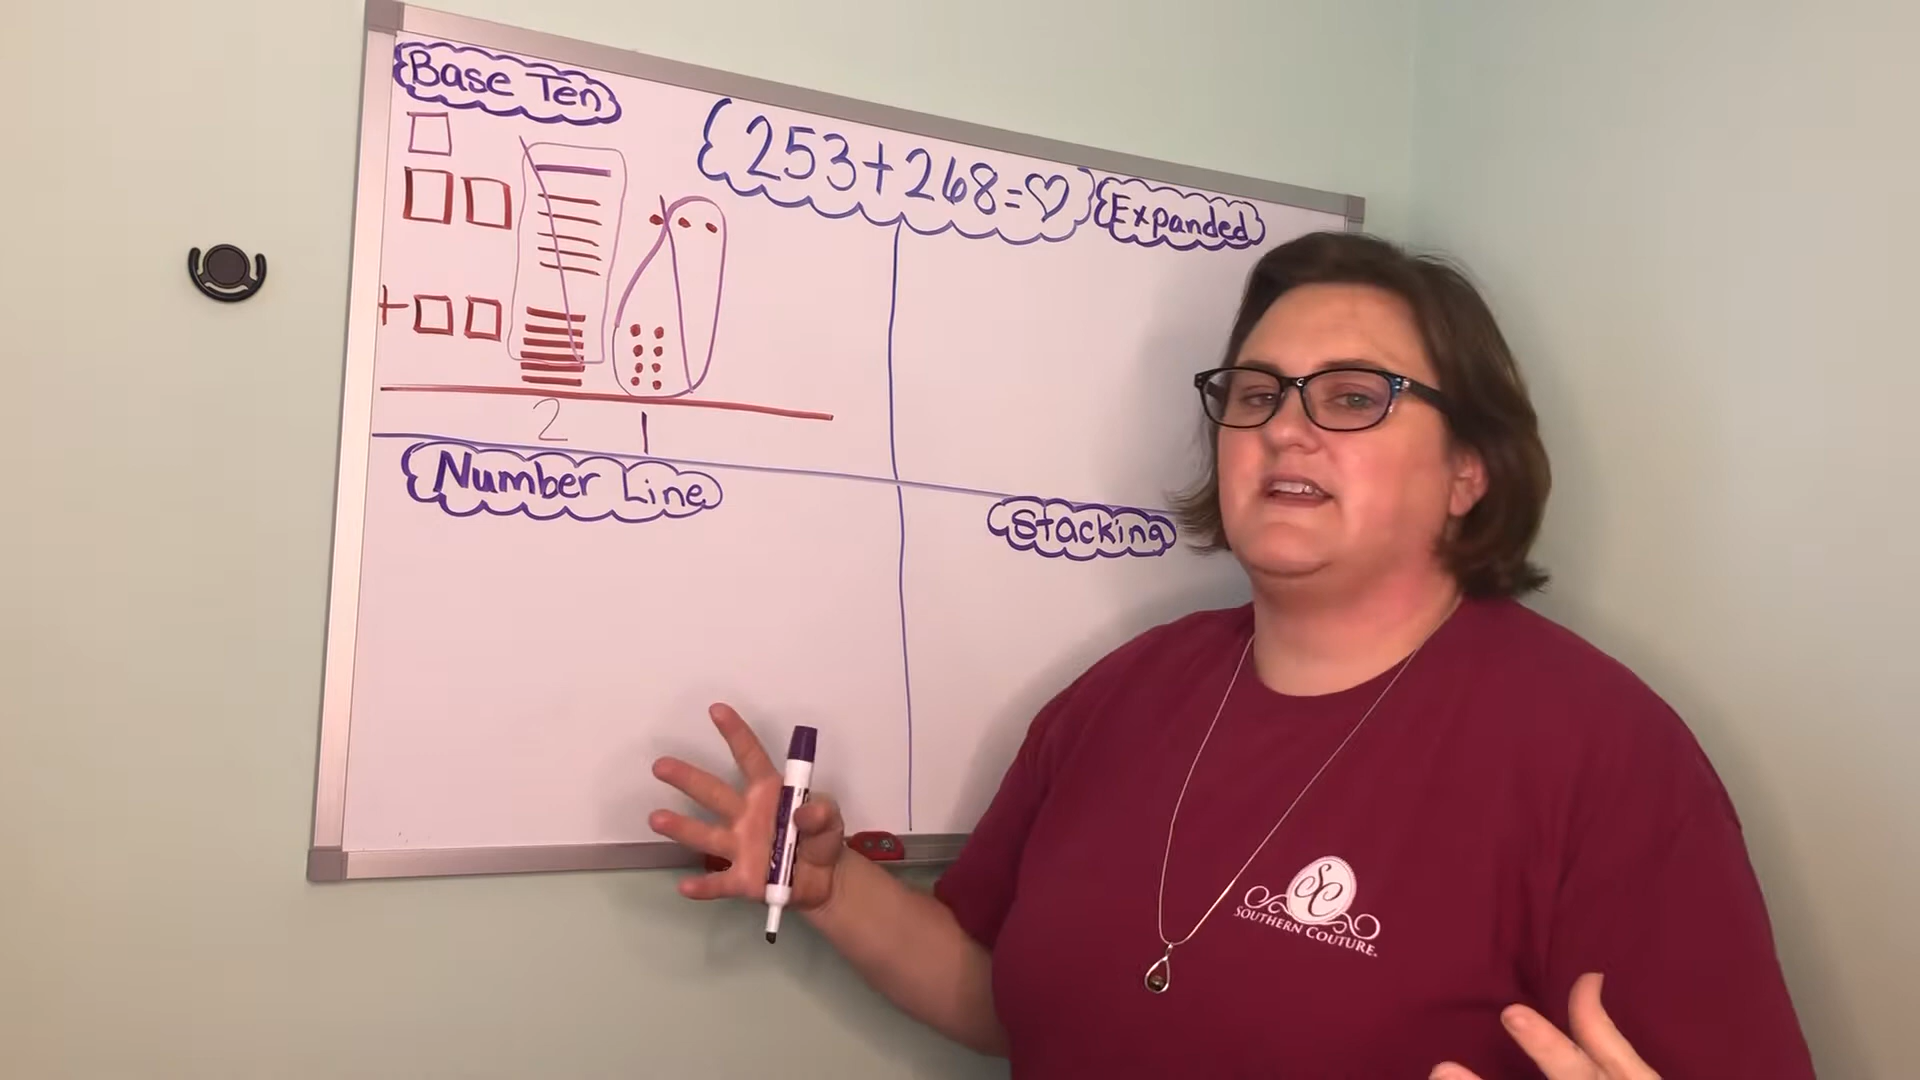 Base Ten
253+268=♡
Expanded
+
2 1
Number Line
Stacking
SC
SOUTHERN COUTURE